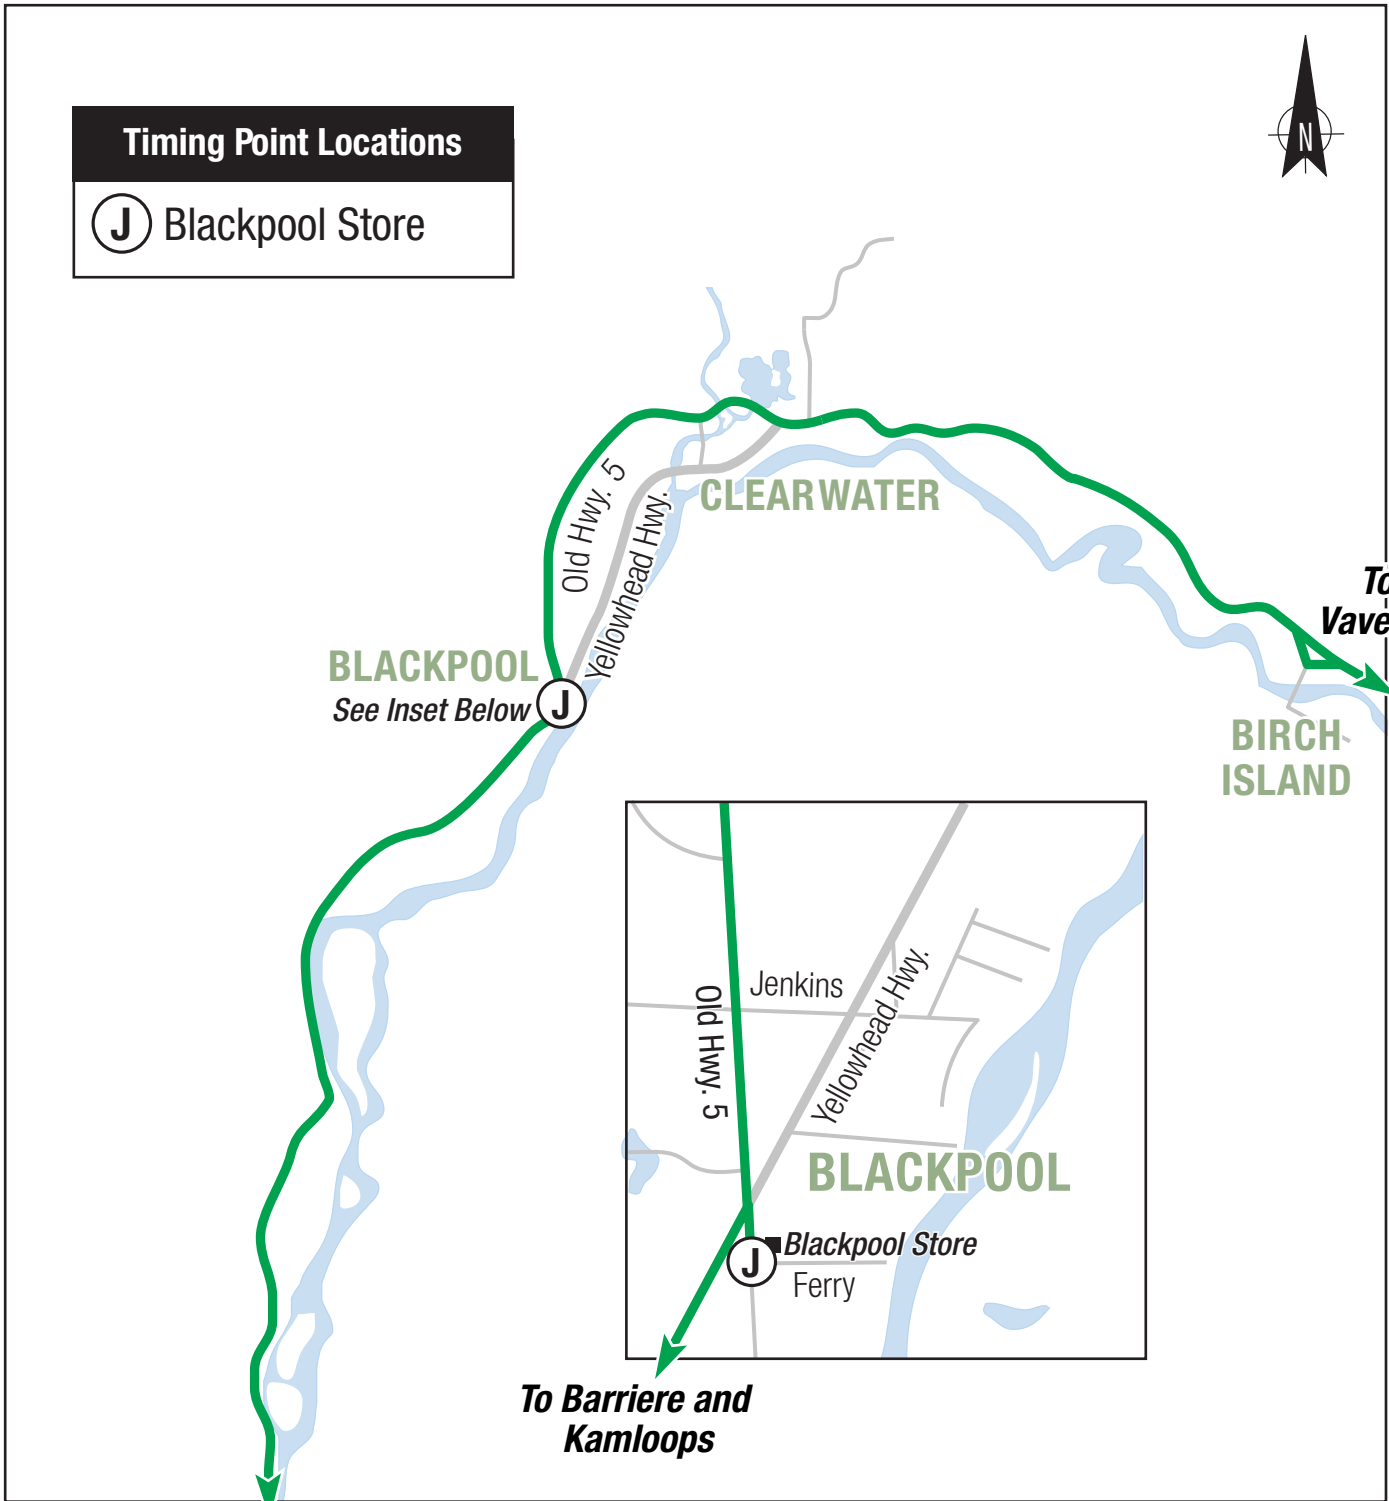 Timing Point Locations
J Blackpool Store
N
Old Hwy. 5
Yellowhead Hwy.
CLEARWATER
To
BLACKPOOL
See Inset Below
J
BIRCH
ISLAND
Jenkins
Old Hwy. 5
Yellowhead Hwy.
BLACKPOOL
Blackpool Store
J
Ferry
To Barriere and
Kamloops